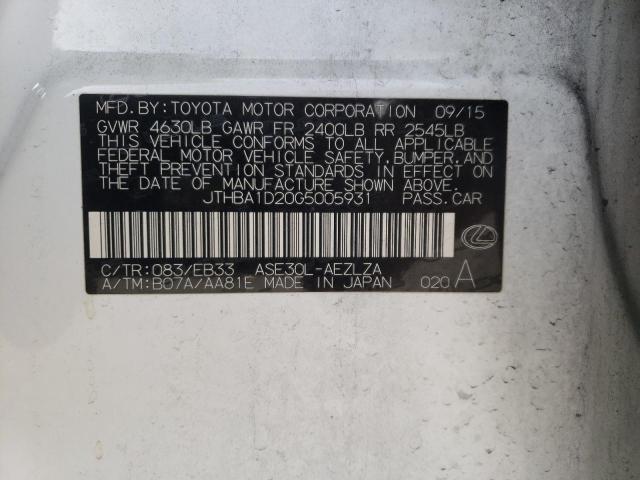 MFD. BY: TOYOTA MOTOR CORPORATION 09/15
GVWR 4630LB GAWR FR 2400LB RR 2545LB
THIS VEHICLE CONFORMS TO ALL APPLICABLE
FEDERAL MOTOR VEHICLE SAFETY, BUMPER, AND
THEFT PREVENTION STANDARDS IN EFFECT ON
THE DATE OF MANUFACTURE SHOWN ABOVE.
JTHBA1D20G5005931 PASS. CAR
C/TR: 083/EB33 ASE30L-AEZLZA
A/TM: B07A/AA81E MADE IN JAPAN 020 A